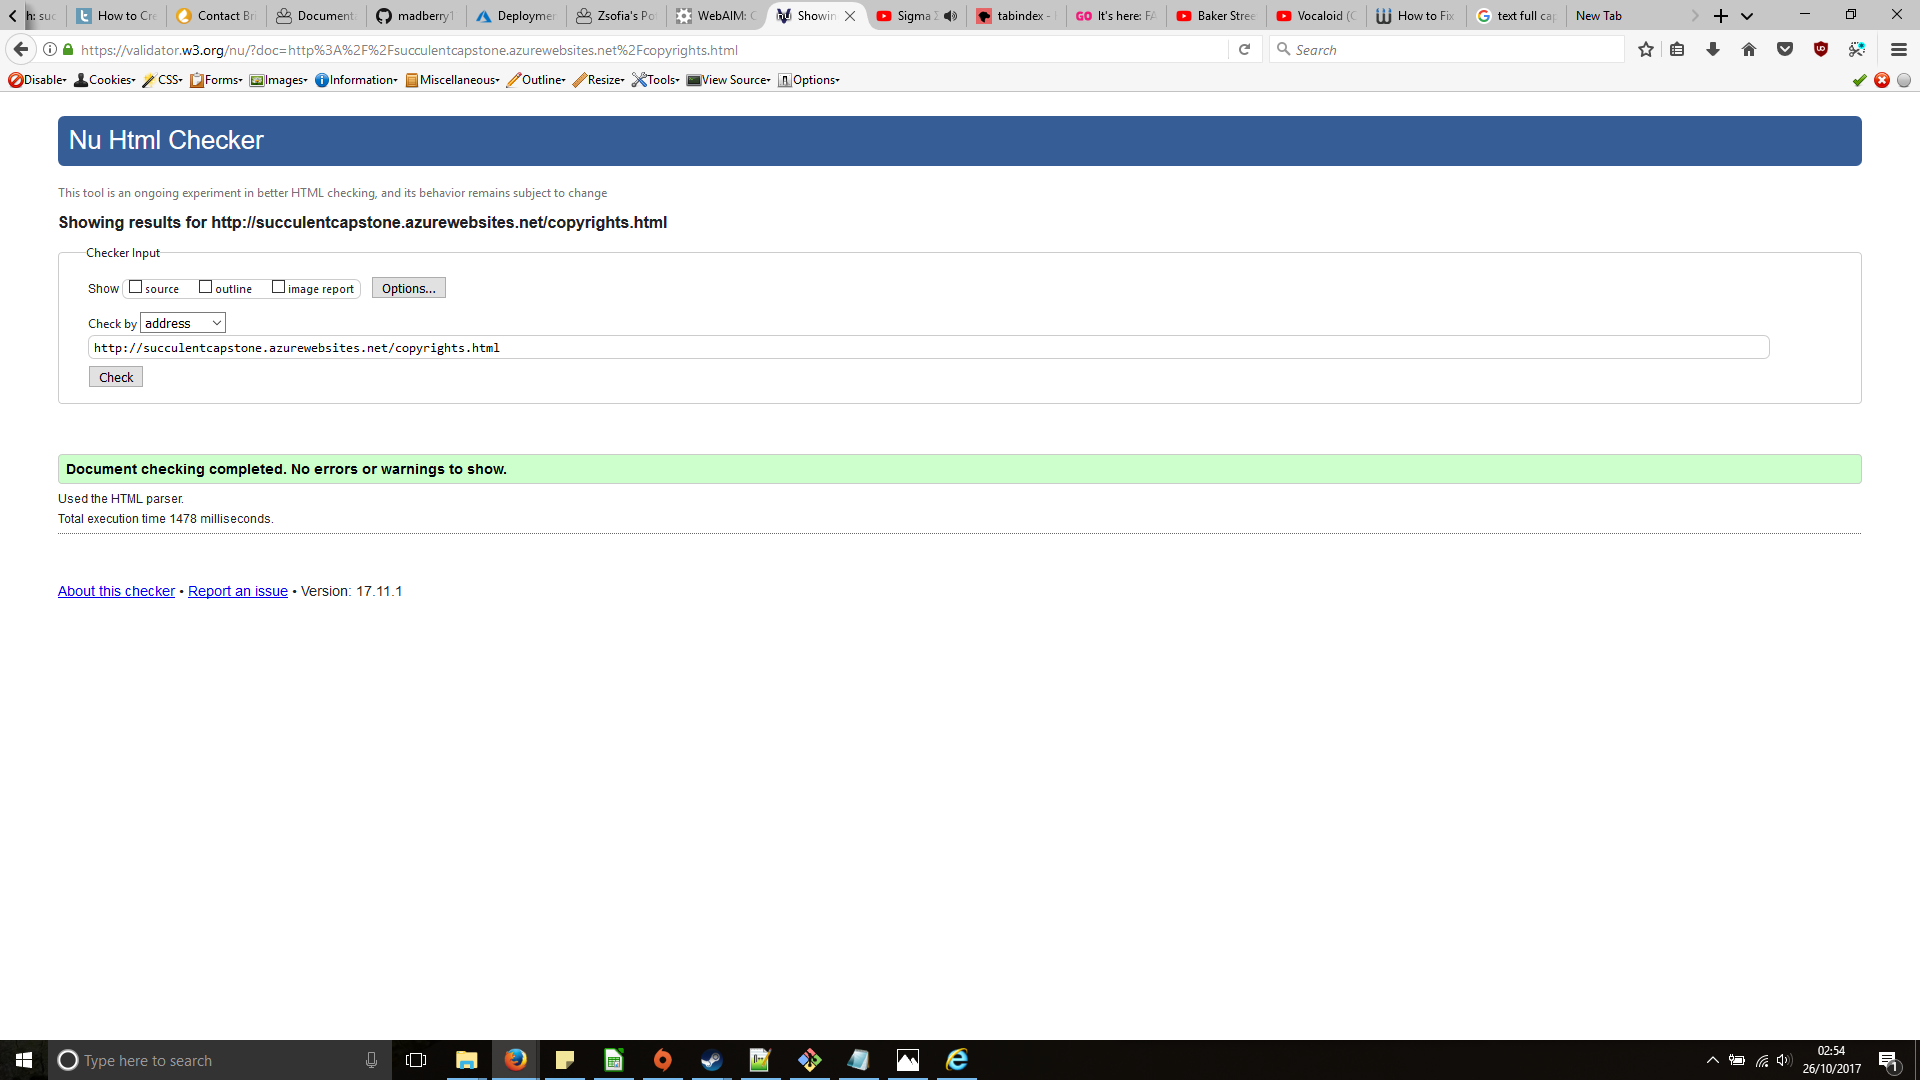 h: suc
How to Cre
Contact Bri
Documenta
madberry1
Deploymen
Zsofia's Po
WebAIM: C
Showin
Sigma
tabindex -
It's here: FA
Baker Stree
Vocaloid (C
How to Fix
text full cap
New Tab
https://validator.w3.org/nu/?doc=http%3A%2F%2Fsucculentcapstone.azurewebsites.net%2Fcopyrights.html
Search
Disable Cookies CSS Forms Images Information Miscellaneous Outline Resize Tools View Source Options
Nu Html Checker
This tool is an ongoing experiment in better HTML checking, and its behavior remains subject to change
Showing results for http://succulentcapstone.azurewebsites.net/copyrights.html
Checker Input
Show source outline image report Options...
Check by address
http://succulentcapstone.azurewebsites.net/copyrights.html
Check
Document checking completed. No errors or warnings to show.
Used the HTML parser.
Total execution time 1478 milliseconds.
About this checker • Report an issue • Version: 17.11.1
Type here to search
02:54
26/10/2017
1